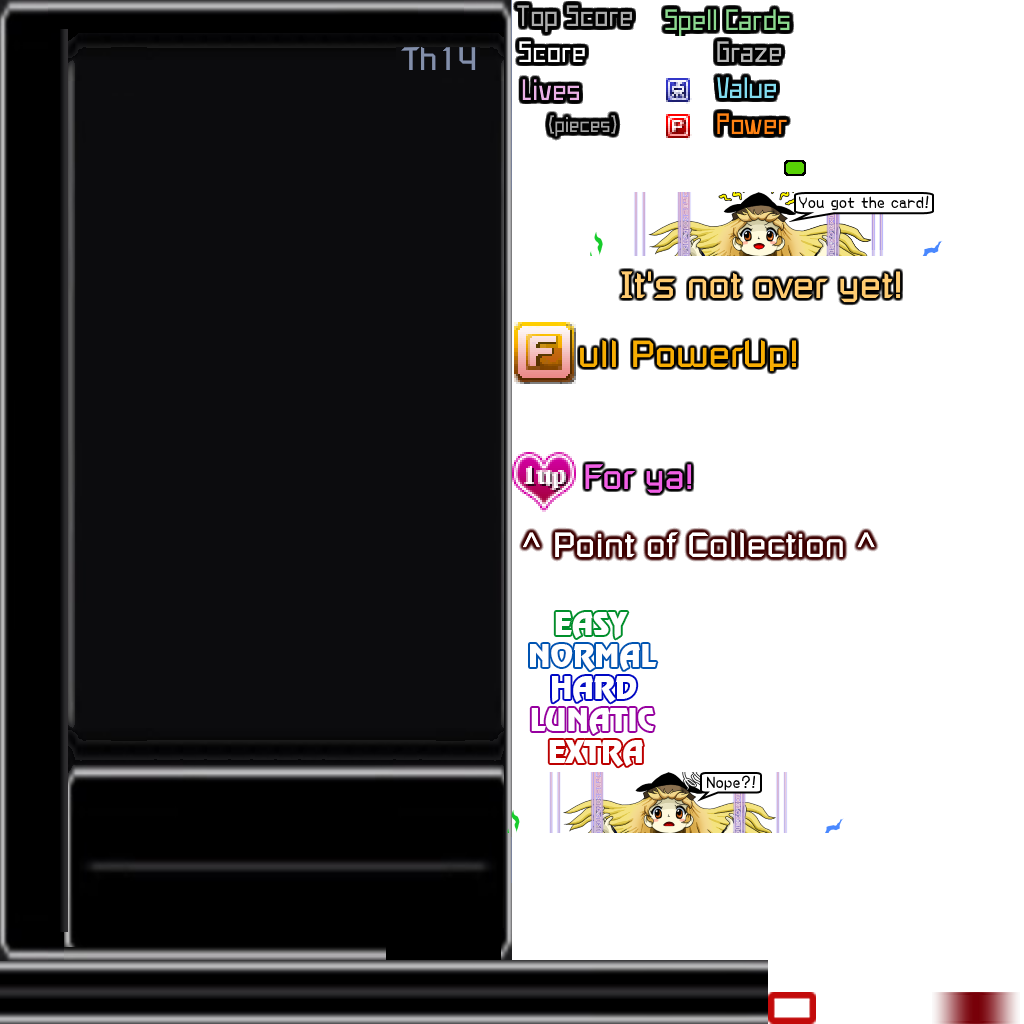 Th14
Top Score
Spell Cards
Score
Graze
Lives
Value
(pieces)
P
Power
You got the card!
It's not over yet!
F ull PowerUp!
1up For ya!
^ Point of Collection ^
EASY
NORMAL
HARD
LUNATIC
EXTRA
Nope?!